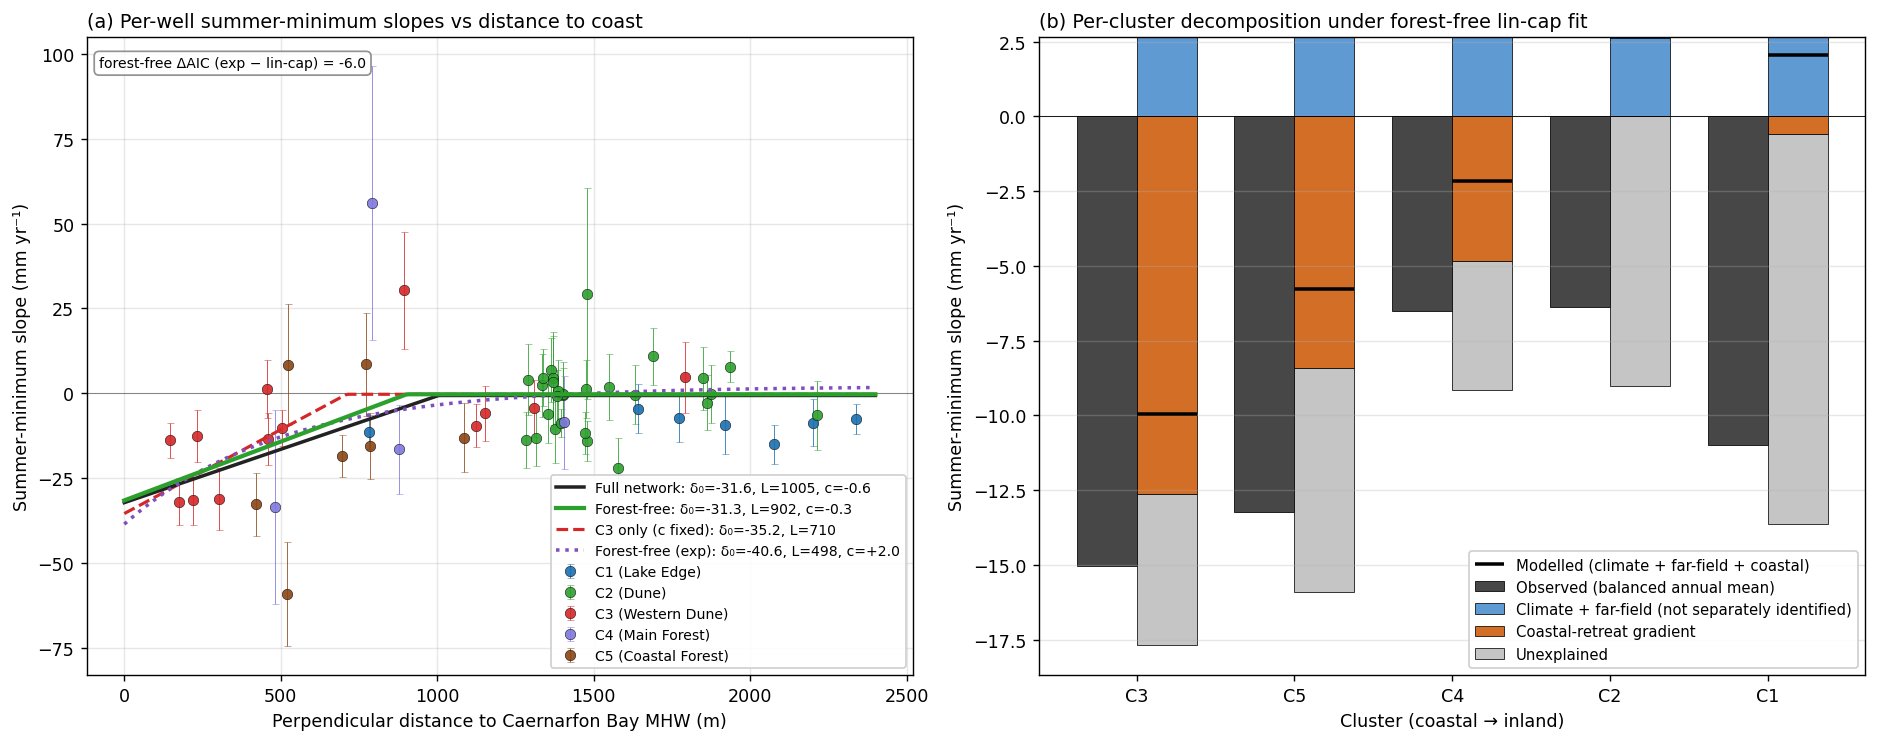 (a) Per-well summer-minimum slopes vs distance to coast
forest-free ΔAIC (exp − lin-cap) = -6.0
100
75
50
25
0
−25
−50
−75
Summer-minimum slope (mm yr⁻¹)
0
500
1000
1500
2000
2500
Perpendicular distance to Caernarfon Bay MHW (m)
Full network: δ₀=-31.6, L=1005, c=-0.6
Forest-free: δ₀=-31.3, L=902, c=-0.3
C3 only (c fixed): δ₀=-35.2, L=710
Forest-free (exp): δ₀=-40.6, L=498, c=+2.0
C1 (Lake Edge)
C2 (Dune)
C3 (Western Dune)
C4 (Main Forest)
C5 (Coastal Forest)
(b) Per-cluster decomposition under forest-free lin-cap fit
2.5
0.0
−2.5
−5.0
−7.5
−10.0
−12.5
−15.0
−17.5
Summer-minimum slope (mm yr⁻¹)
C3
C5
C4
C2
C1
Cluster (coastal → inland)
Modelled (climate + far-field + coastal)
Observed (balanced annual mean)
Climate + far-field (not separately identified)
Coastal-retreat gradient
Unexplained